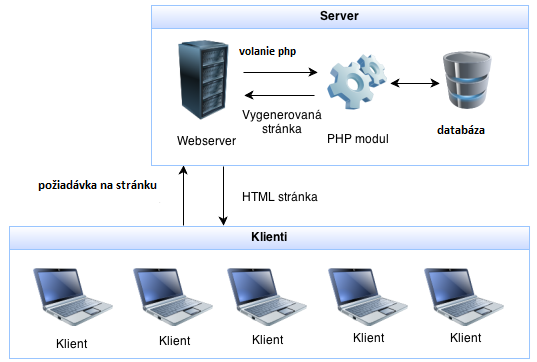 Server
volanie php
Vygenerovaná
stránka
Webserver
PHP modul
databáza
požiadávka na stránku
HTML stránka
Klienti
Klient
Klient
Klient
Klient
Klient